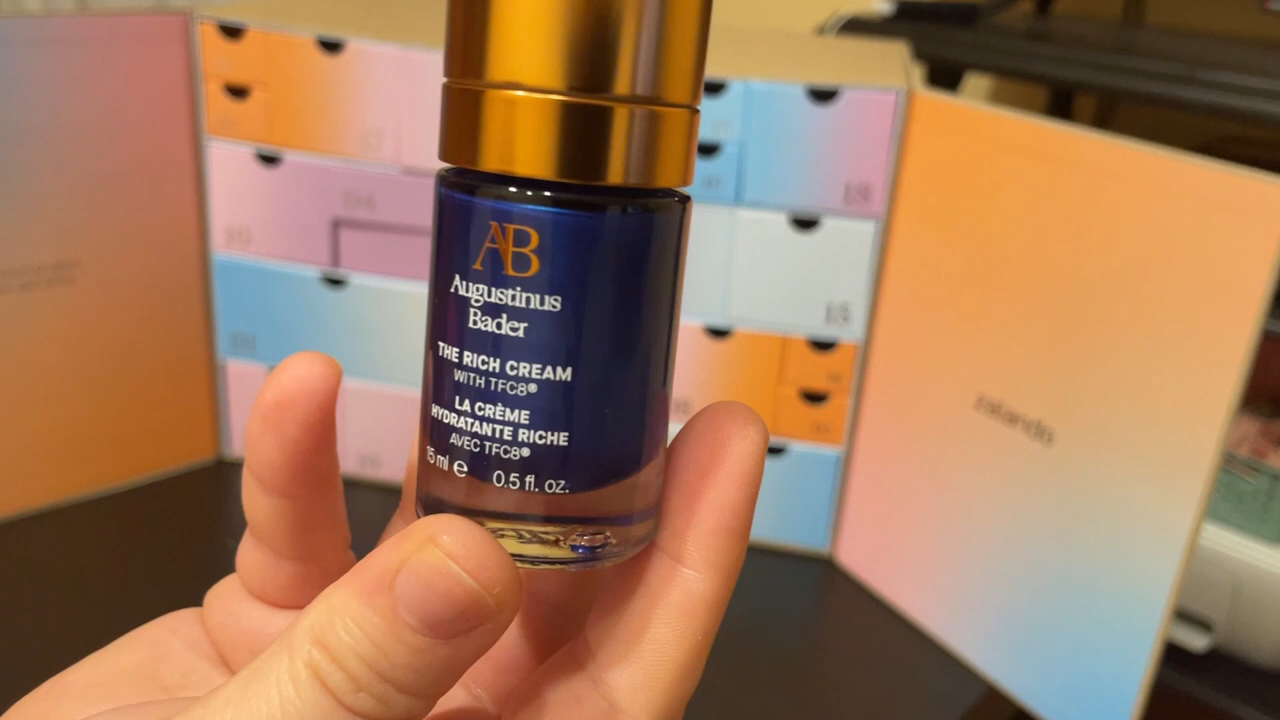 AB
Augustinus
Bader
THE RICH CREAM
WITH TFC8®
LA CRÈME
HYDRATANTE RICHE
AVEC TFC8®
15 ml e 0.5 fl. oz.
18
15
zalando